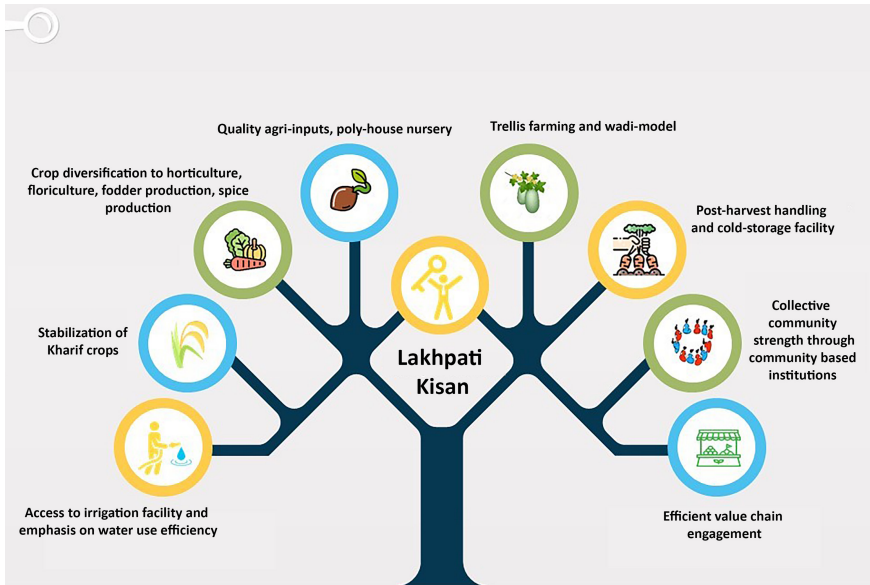 Quality agri-inputs, poly-house nursery
Trellis farming and wadi-model
Crop diversification to horticulture,
floriculture, fodder production, spice
production
Post-harvest handling
and cold-storage facility
Stabilization of
Kharif crops
Lakhpati
Kisan
Collective
community
strength through
community based
institutions
Access to irrigation facility and
emphasis on water use efficiency
Efficient value chain
engagement